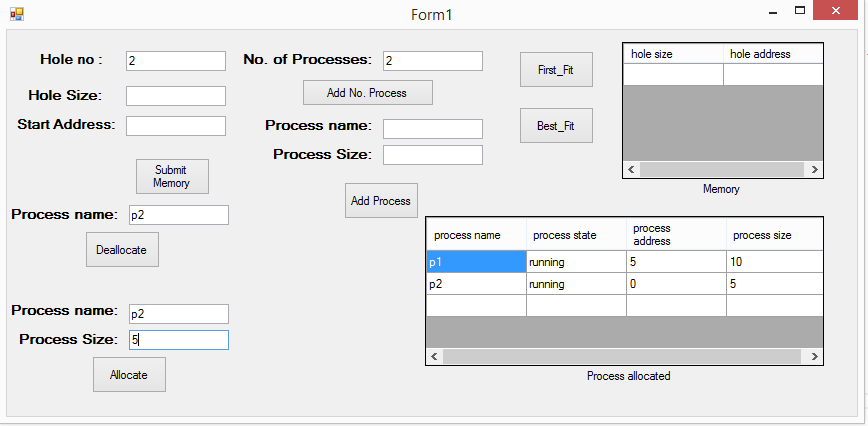 Form1
Hole no :
2
No. of Processes:
2
First_Fit
hole size
hole address
Hole Size:
Add No. Process
Start Address:
Process name:
Best_Fit
Process Size:
Submit
Memory
Memory
Add Process
Process name:
p2
Deallocate
process name
process state
process
address
process size
p1
running
5
10
p2
running
0
5
Process name:
p2
Process Size:
5
Allocate
Process allocated